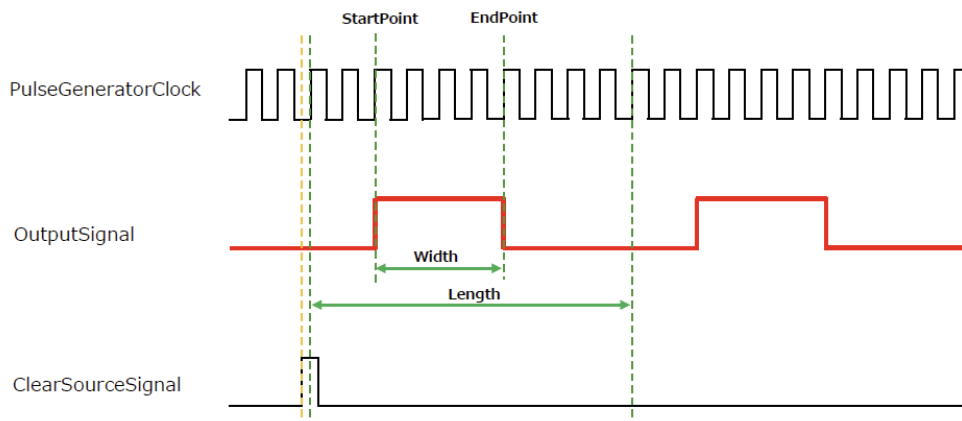 StartPoint
EndPoint
PulseGeneratorClock
OutputSignal
Width
Length
ClearSourceSignal